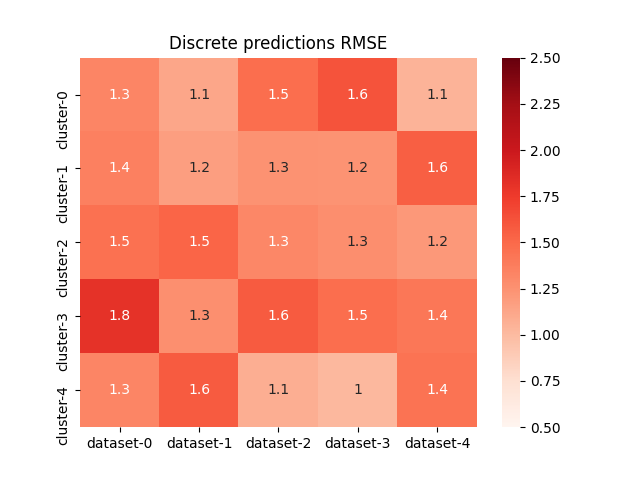 Discrete predictions RMSE
cluster-0 1.3 1.1 1.5 1.6 1.1
cluster-1 1.4 1.2 1.3 1.2 1.6
cluster-2 1.5 1.5 1.3 1.3 1.2
cluster-3 1.8 1.3 1.6 1.5 1.4
cluster-4 1.3 1.6 1.1 1 1.4
dataset-0 dataset-1 dataset-2 dataset-3 dataset-4
2.50
2.25
2.00
1.75
1.50
1.25
1.00
0.75
0.50